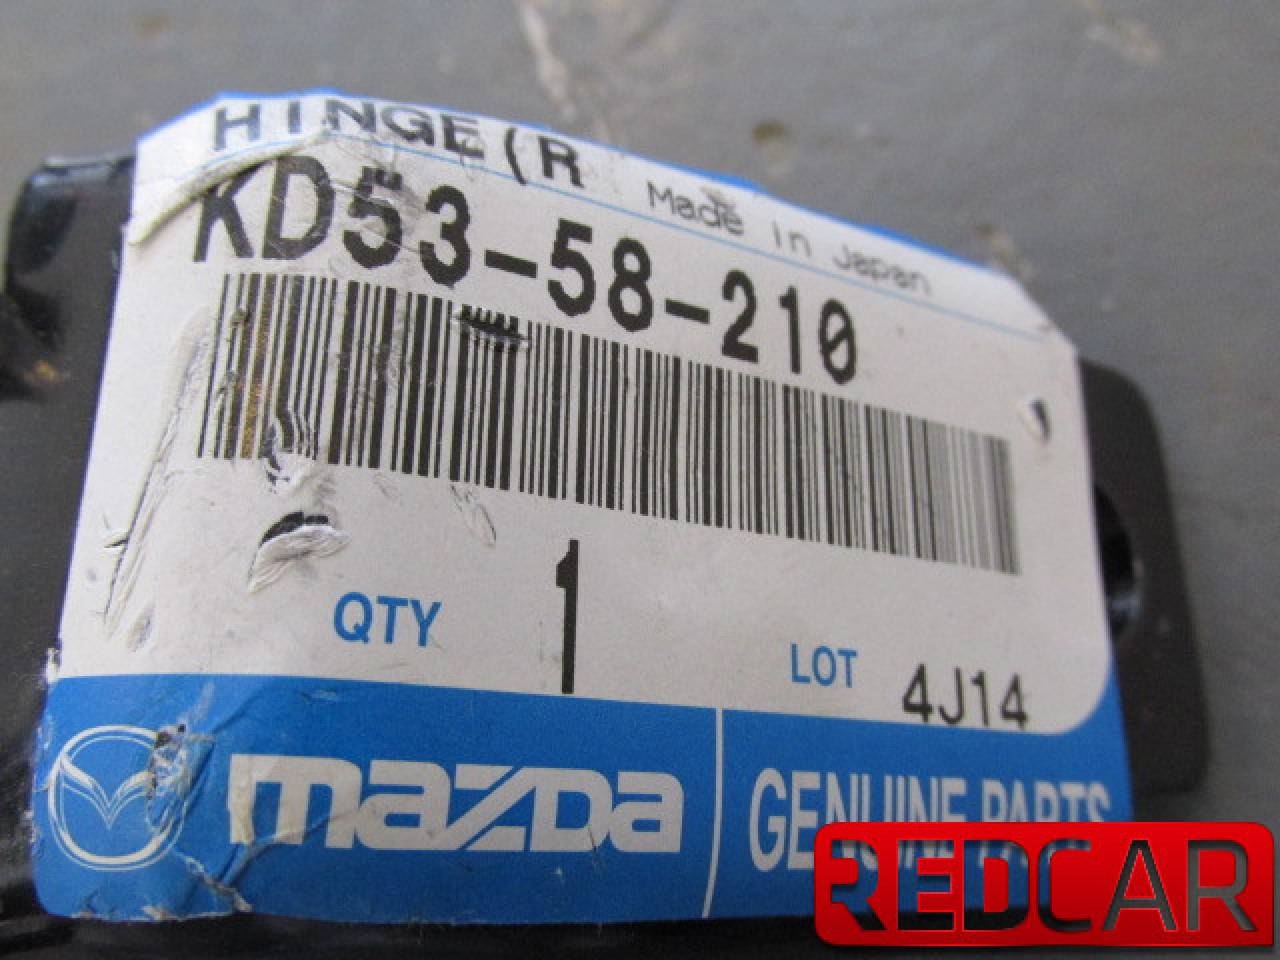 HINGE(R
Made in Japan
KD53-58-210
QTY 1
LOT 4J14
mazda
GENUINE PARTS
REDCAR